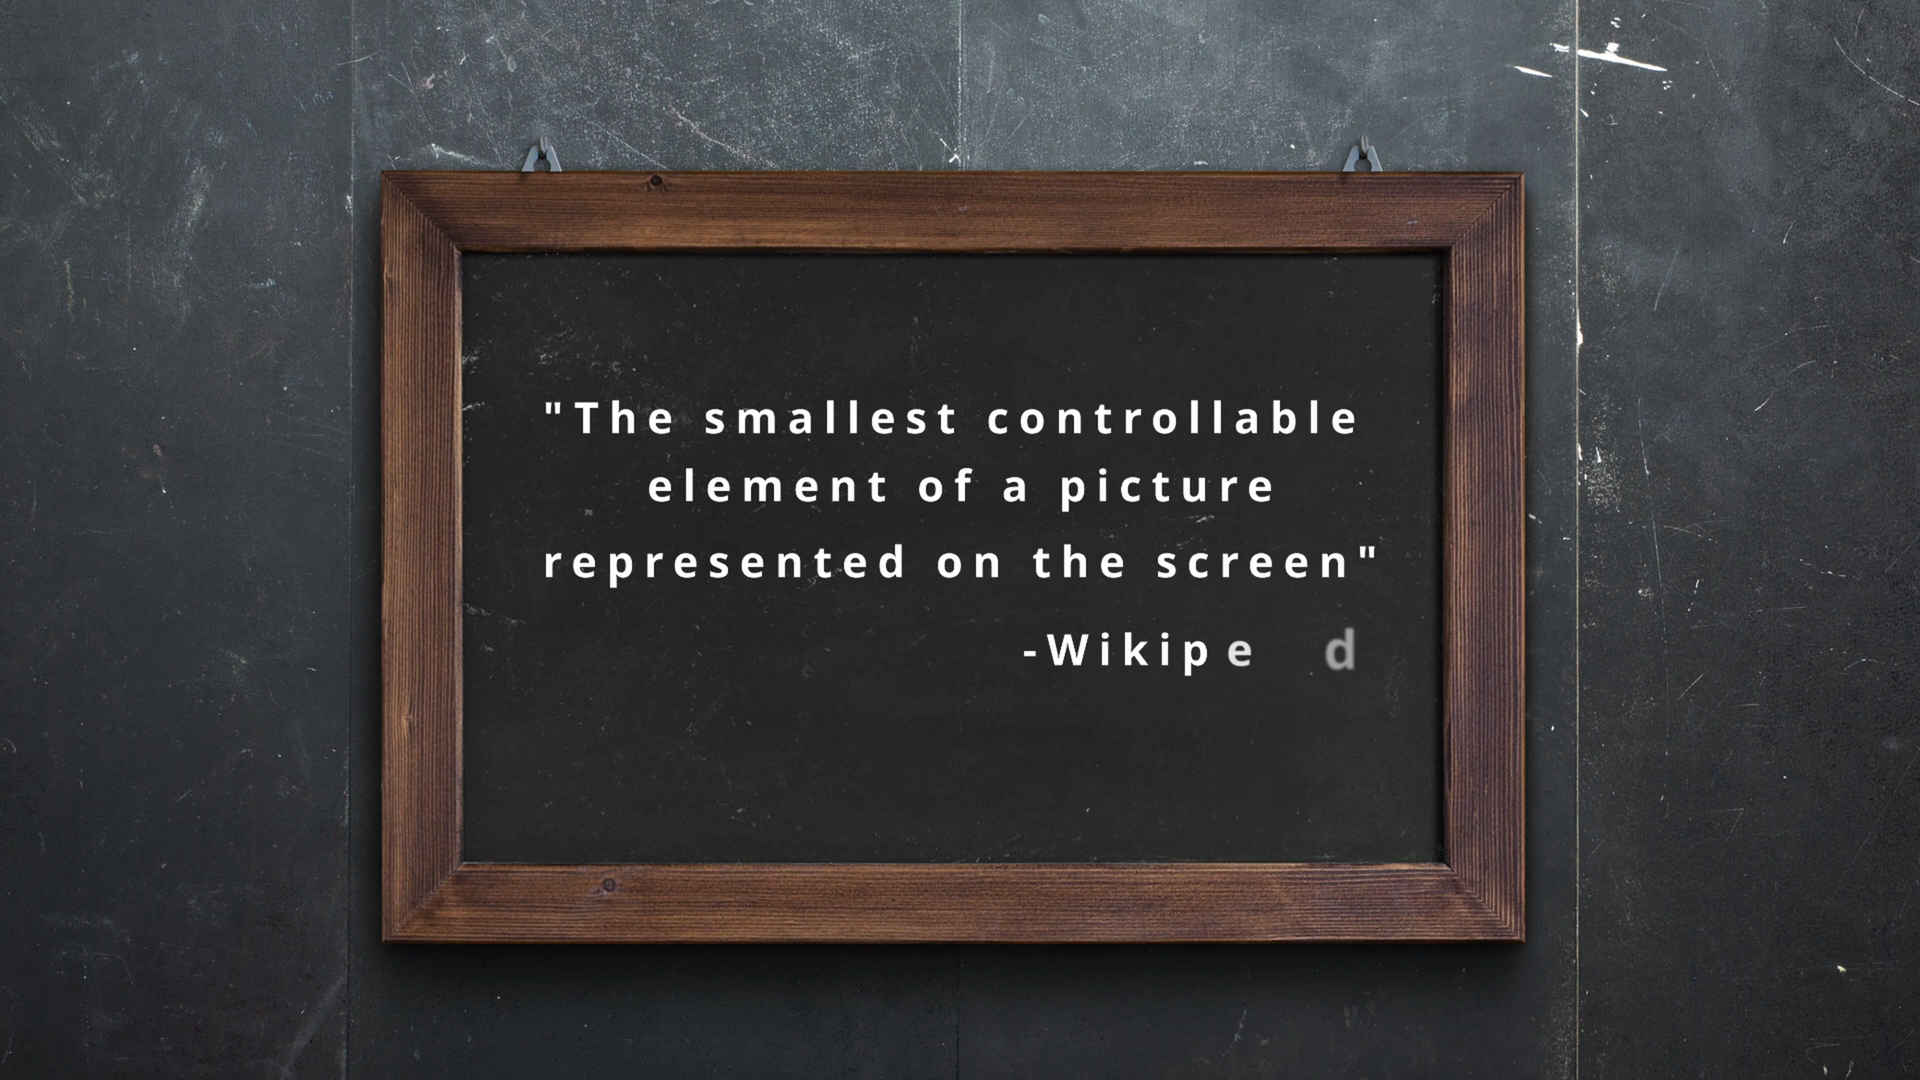 "The smallest controllable
element of a picture
represented on the screen"
-Wikipe d